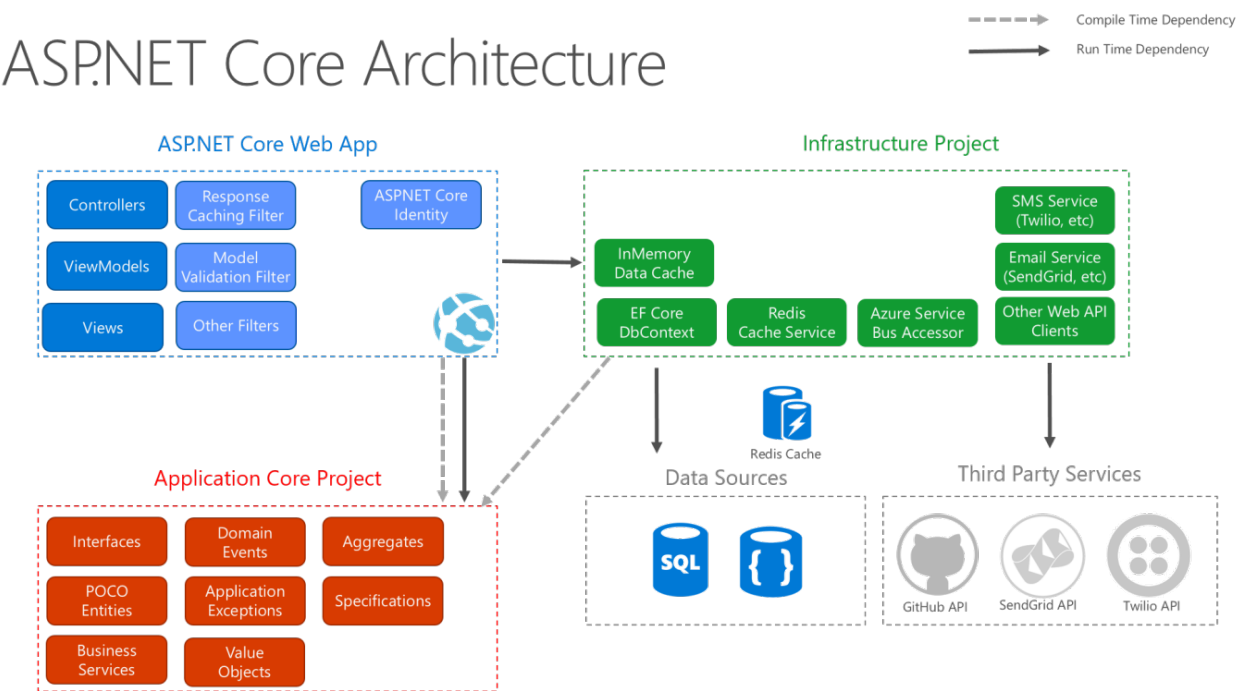 Compile Time Dependency
Run Time Dependency
ASP.NET Core Architecture
ASP.NET Core Web App
Controllers
Response
Caching Filter
ASP.NET Core
Identity
ViewModels
Model
Validation Filter
Views
Other Filters
Infrastructure Project
SMS Service
(Twilio, etc)
InMemory
Data Cache
Email Service
(SendGrid, etc)
EF Core
DbContext
Redis
Cache Service
Azure Service
Bus Accessor
Other Web API
Clients
Redis Cache
Application Core Project
Interfaces
Domain
Events
Aggregates
POCO
Entities
Application
Exceptions
Specifications
Business
Services
Value
Objects
Data Sources
SQL
{ }
Third Party Services
GitHub API
SendGrid API
Twilio API